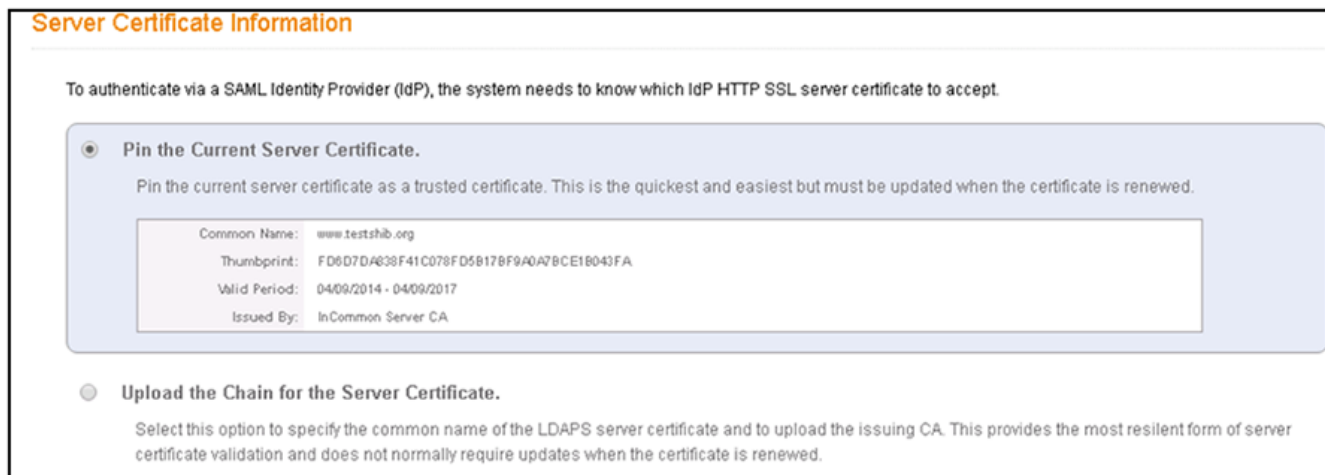 Server Certificate Information
To authenticate via a SAML Identity Provider (IdP), the system needs to know which IdP HTTP SSL server certificate to accept.
Pin the Current Server Certificate.
Pin the current server certificate as a trusted certificate. This is the quickest and easiest but must be updated when the certificate is renewed.
Common Name: www.testshib.org
Thumbprint: FD6D7DA838F41C078FD5B17BF9A0A7BCE1B043FA
Valid Period: 04/09/2014 - 04/09/2017
Issued By: InCommon Server CA
Upload the Chain for the Server Certificate.
Select this option to specify the common name of the LDAPS server certificate and to upload the issuing CA. This provides the most resilent form of server
certificate validation and does not normally require updates when the certificate is renewed.